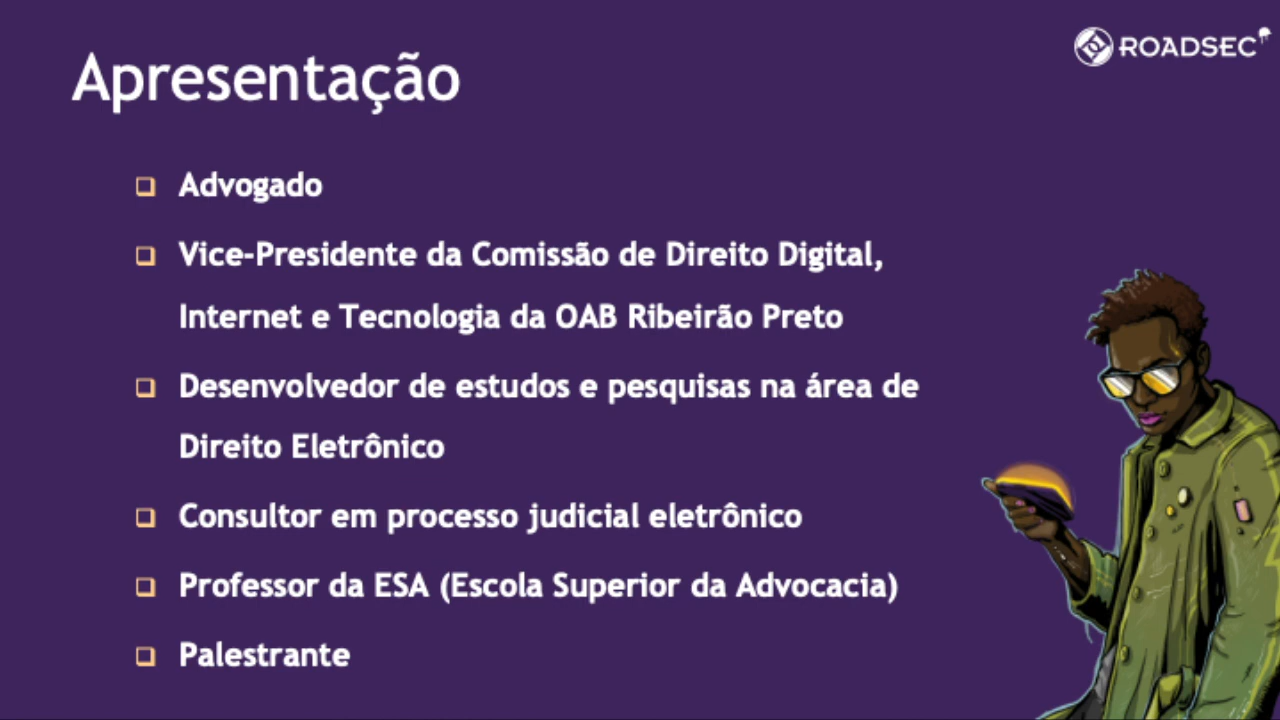 ROADSEC
Apresentação
Advogado
Vice-Presidente da Comissão de Direito Digital,
Internet e Tecnologia da OAB Ribeirão Preto
Desenvolvedor de estudos e pesquisas na área de
Direito Eletrônico
Consultor em processo judicial eletrônico
Professor da ESA (Escola Superior da Advocacia)
Palestrante